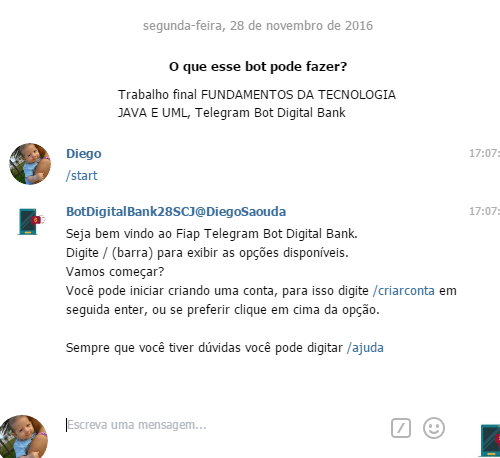 segunda-feira, 28 de novembro de 2016
O que esse bot pode fazer?
Trabalho final FUNDAMENTOS DA TECNOLOGIA
JAVA E UML, Telegram Bot Digital Bank
Diego 17:07:
/start
BotDigitalBank28SCJ@DiegoSaouda 17:07:
Seja bem vindo ao Fiap Telegram Bot Digital Bank.
Digite / (barra) para exibir as opções disponíveis.
Vamos começar?
Você pode iniciar criando uma conta, para isso digite /criarconta em
seguida enter, ou se preferir clique em cima da opção.
Sempre que você tiver dúvidas você pode digitar /ajuda
Escreva uma mensagem...